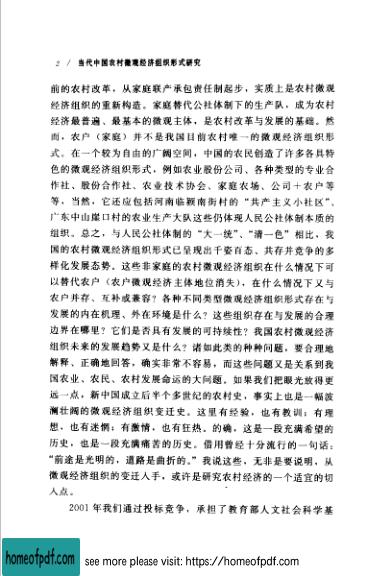 2 / 当代中国农村微观经济组织形式研究
前的农村改革，从家庭联产承包责任制起步，实质上是农村微观
经济组织的重新构造。家庭替代公社体制下的生产队，成为农村
经济最普遍、最基本的微观主体，是农村改革与发展的基础。然
而，农户（家庭）并不是我国目前农村唯一的微观经济组织形
式。在一个较为自由的广阔空间，中国的农民创造了许多各具特
色的微观经济组织形式，例如农业股份公司、各种类型的专业合
作社、股份合作社、农业技术协会、家庭农场、公司＋农户等
等，当然，它还应包括河南临颍南街村的“共产主义小社区”、
广东中山崖口村的农业生产大队这些仍体现人民公社体制本质的
组织。总之，与人民公社体制的“大一统”、“清一色”相比，我
国的农村微观经济组织形式已呈现出千姿百态、共存并竞争的多
样化发展态势。这些非家庭的农村微观经济组织在什么情况下可
以替代农户（农户微观经济主体地位消失），在什么情况下又与
农户并存、互补或兼容？各种不同类型微观经济组织形式存在与
发展的内在机理、外在环境是什么？这些组织存在与发展的合理
边界在哪里？它们是否具有发展的可持续性？我国农村微观经济
组织未来的发展趋势又是什么？诸如此类的种种问题，要合理地
解释、正确地回答，确实非常不容易，而这些问题又是关系到我
国农业、农民、农村发展命运的大问题。如果我们把眼光放得更
远一点，新中国成立后半个多世纪的农村史，事实上也是一幅波
澜壮阔的微观经济组织变迁史。这里有经验，也有教训；有理
想，也有迷惘；有激情，也有狂热。的确，这是一段充满希望的
历史，也是一段充满痛苦的历史。借用曾经十分流行的一句话：
“前途是光明的，道路是曲折的。”我说这些，无非是要说明，从
微观经济组织的变迁入手，或许是研究农村经济的一个适宜的切
入点。
2001 年我们通过投标竞争，承担了教育部人文社会科学基
homeofpdf.com
see more please visit: https://homeofpdf.com